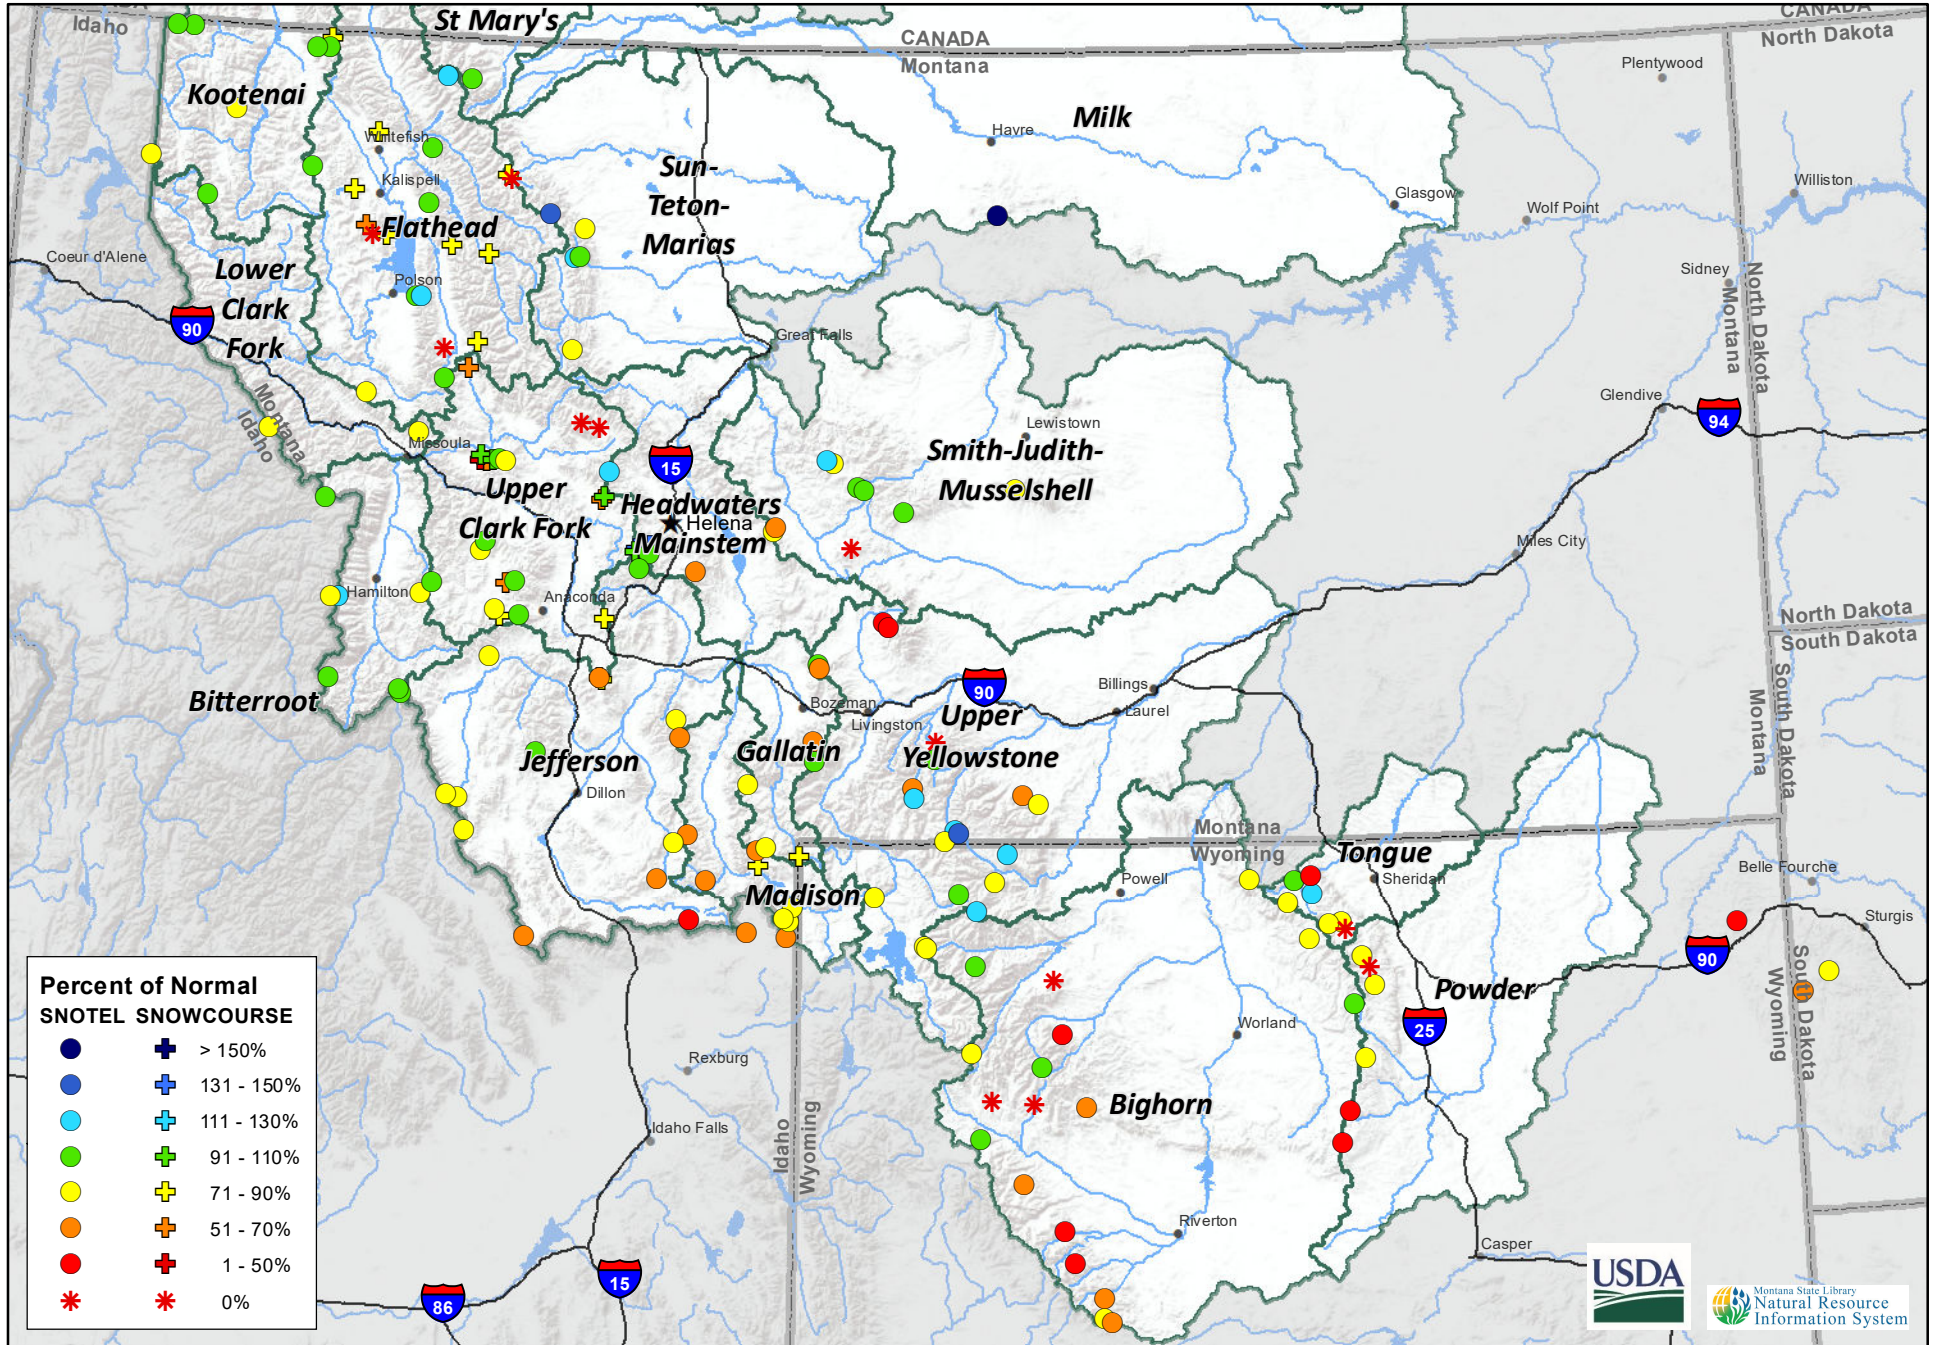 CANADA
Idaho
St Mary's
CANADA
Montana
CANADA
North Dakota
Plentywood
Kootenai
Milk
Havre
Whitefish
Sun-
Teton-
Marias
Kalispell
Glasgow
Williston
Wolf Point
Flathead
Coeur d'Alene
Lower
Clark
Fork
Polson
Sidney
North Dakota
Montana
90
Great Falls
Glendive
94
Montana
Idaho
Missoula
Lewistown
Smith-Judith-
Musselshell
15
Upper
Clark Fork
Headwaters
Mainstem
Helena
Miles City
Hamilton
Anaconda
North Dakota
South Dakota
Bitterroot
90
Billings
Laurel
Bozeman
Livingston
Upper
Yellowstone
Gallatin
Jefferson
South Dakota
Montana
Dillon
Montana
Wyoming
Tongue
Sheridan
Powell
Belle Fourche
Madison
Sturgis
90
South Dakota
Wyoming
Powder
25
Worland
Rexburg
Bighorn
Idaho Falls
Idaho
Wyoming
Riverton
Casper
15
86
Percent of Normal
SNOTEL SNOWCOURSE
> 150%
131 - 150%
111 - 130%
91 - 110%
71 - 90%
51 - 70%
1 - 50%
0%
USDA
Montana State Library
Natural Resource
Information System